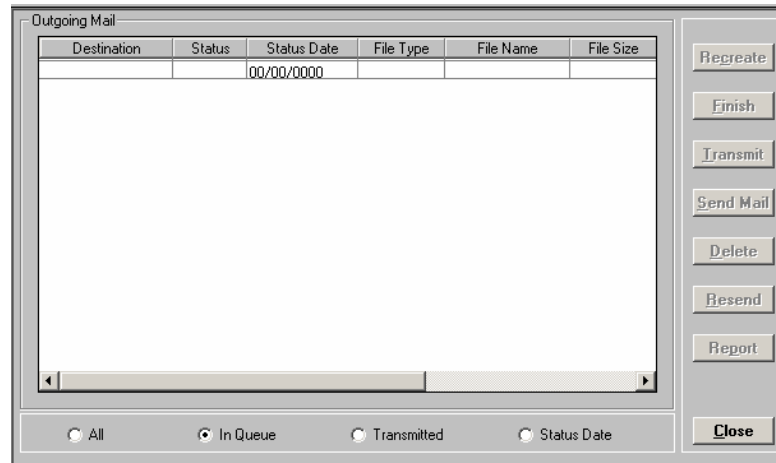 Outgoing Mail
Destination Status Status Date File Type File Name File Size
00/00/0000
Recreate
Finish
Transmit
Send Mail
Delete
Resend
Report
All In Queue Transmitted Status Date
Close